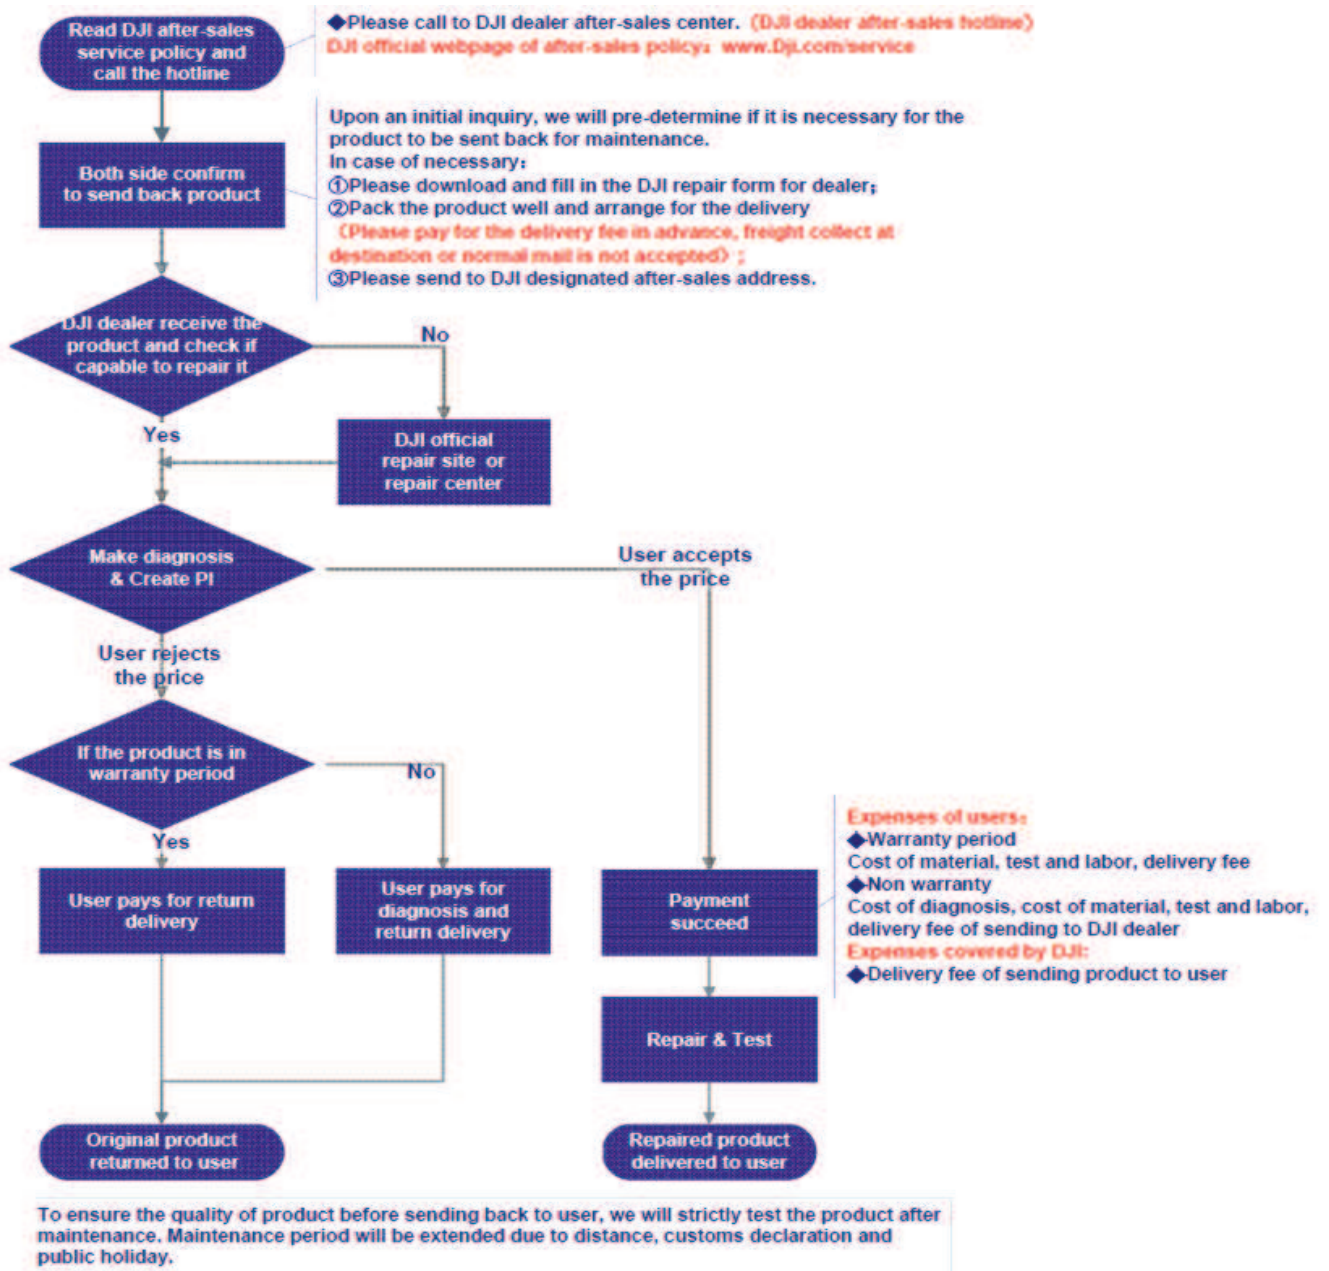 Read DJI after-sales
service policy and
call the hotline
◆Please call to DJI dealer after-sales center.（DJI dealer after-sales hotline）
DJI official webpage of after-sales policy：www.Dji.com/service
Both side confirm
to send back product
Upon an initial inquiry, we will pre-determine if it is necessary for the
product to be sent back for maintenance.
In case of necessary：
①Please download and fill in the DJI repair form for dealer；
②Pack the product well and arrange for the delivery
（Please pay for the delivery fee in advance, freight collect at
destination or normal mail is not accepted）；
③Please send to DJI designated after-sales address.
DJI dealer receive the
product and check if
capable to repair it
No
Yes
DJI official
repair site or
repair center
Make diagnosis
& Create PI
User accepts
the price
User rejects
the price
If the product is in
warranty period
No
Yes
User pays for return
delivery
User pays for
diagnosis and
return delivery
Payment
succeed
Expenses of users：
◆Warranty period
Cost of material, test and labor, delivery fee
◆Non warranty
Cost of diagnosis, cost of material, test and labor,
delivery fee of sending to DJI dealer
Expenses covered by DJI:
◆Delivery fee of sending product to user
Repair & Test
Original product
returned to user
Repaired product
delivered to user
To ensure the quality of product before sending back to user, we will strictly test the product after
maintenance. Maintenance period will be extended due to distance, customs declaration and
public holiday.